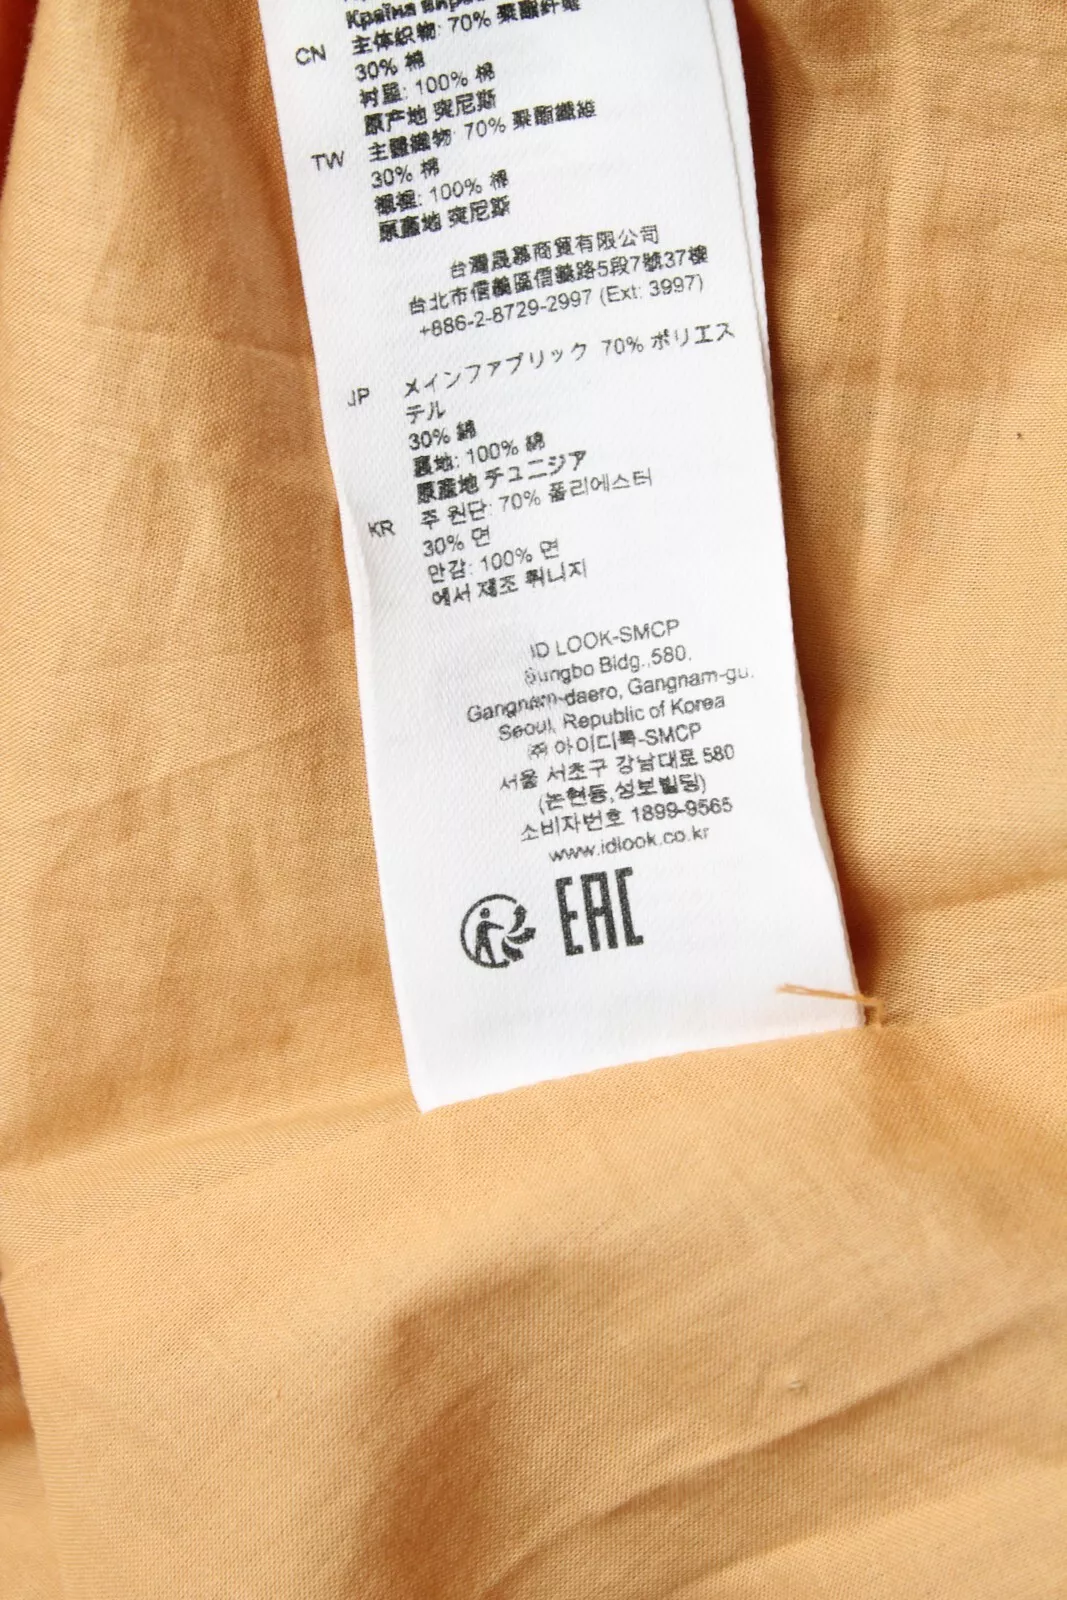 Країна
CN 主体织物: 70% 聚酯纤维
30% 棉
衬里: 100% 棉
原产地 突尼斯
TW 主體織物: 70% 聚酯纖維
30% 棉
襯裡: 100% 棉
原產地 突尼斯
台灣晟慕商貿有限公司
台北市信義區信義路5段7號37樓
+886-2-8729-2997 (Ext: 3997)
JP メインファブリック 70% ポリエス
テル
30% 綿
裏地: 100% 綿
原産地 チュニジア
KR 주 원단: 70% 폴리에스터
30% 면
안감: 100% 면
에서 제조 튀니지
ID LOOK-SMCP
Sungbo Bldg.,580,
Gangnam-daero, Gangnam-gu,
Seoul, Republic of Korea
㈜ 아이디룩-SMCP
서울 서초구 강남대로 580
(논현동,성보빌딩)
소비자번호 1899-9565
www.idlook.co.kr
EAC